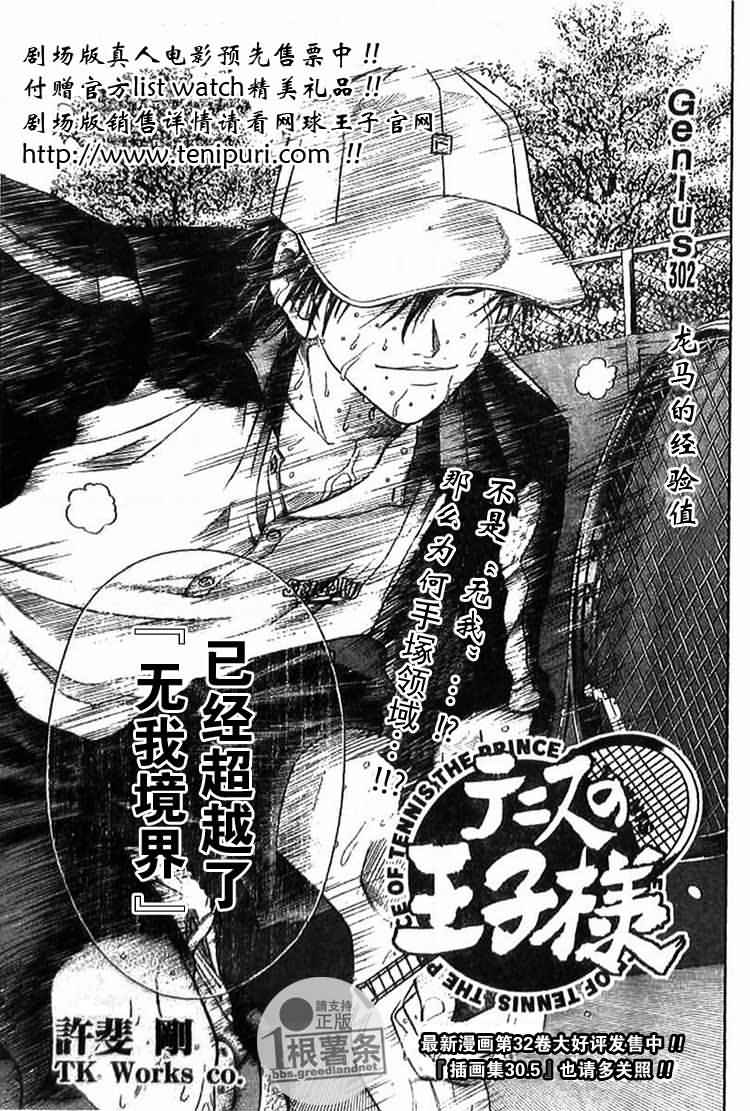 剧场版真人电影预先售票中!!
付赠官方list watch精美礼品!!
剧场版销售详情请看网球王子官网
http://www.tenipuri.com !!
Genius 302
龙马的经验值
不是“无我”…!?
那么为何手塚领域…!!?
已经超越了
『无我境界』
SEIGAKU
THE PRINCE OF TENNIS
テニスの
王子様
許斐 剛
TK Works co.
請支持
正版
1根薯条
bbs.greedland.net
最新漫画第32卷大好评发售中!!
『插画集30.5』也请多关照!!